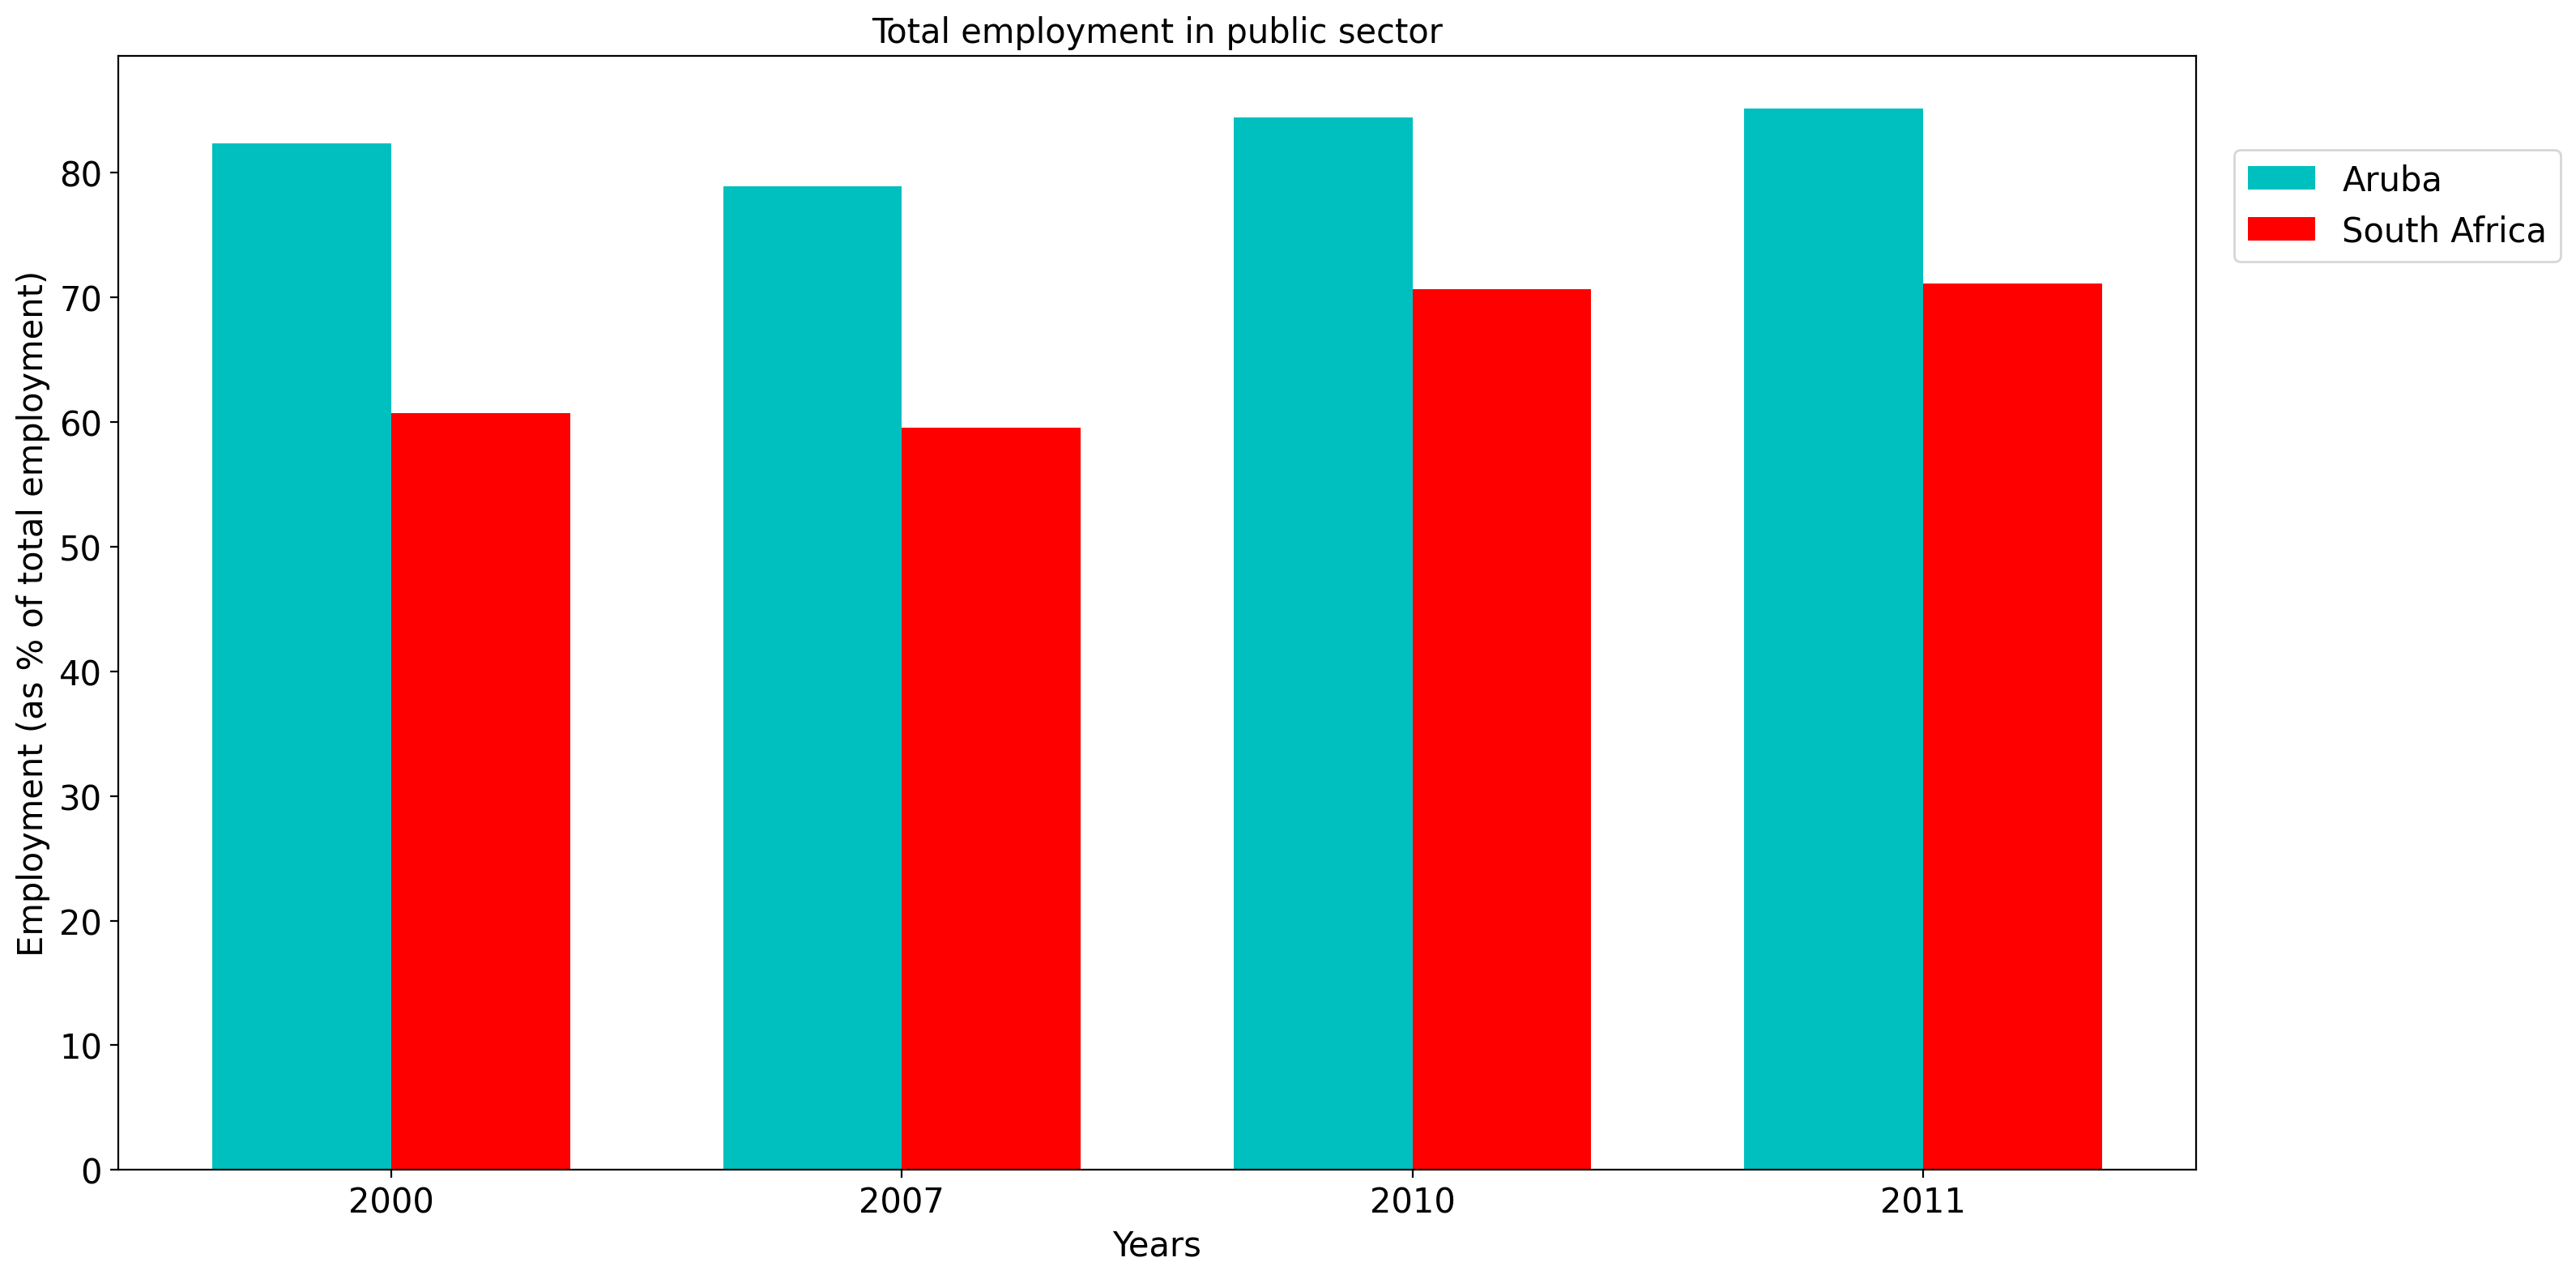 Total employment in public sector
Employment (as % of total employment)
80
70
60
50
40
30
20
10
0
2000 2007 2010 2011
Years
Aruba
South Africa